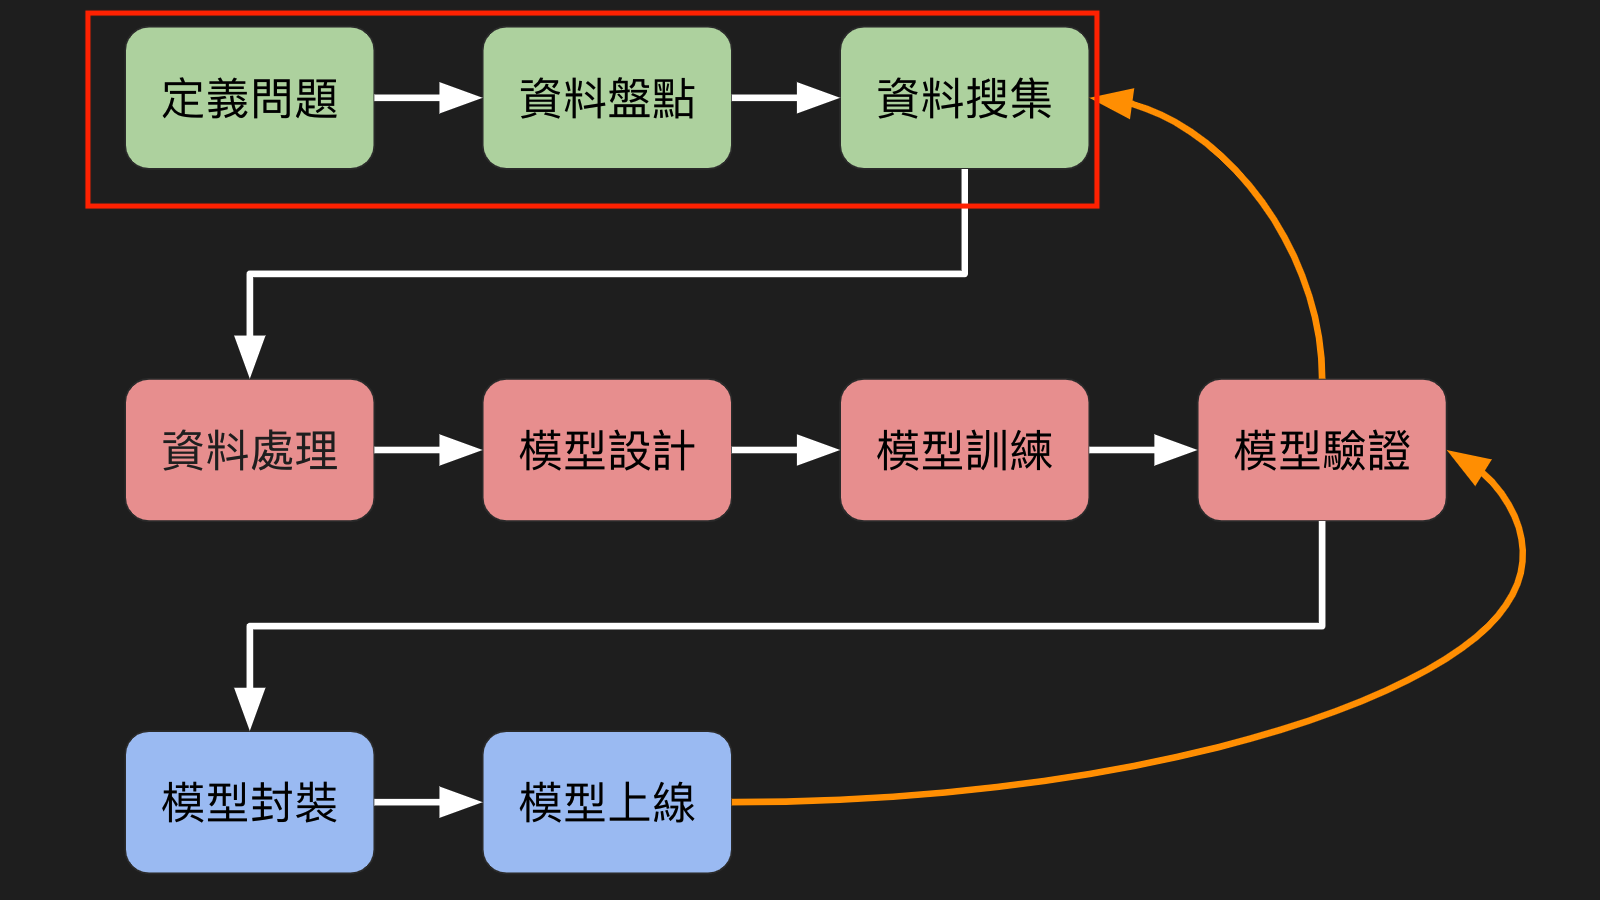 定義問題
資料盤點
資料搜集
資料處理
模型設計
模型訓練
模型驗證
模型封裝
模型上線